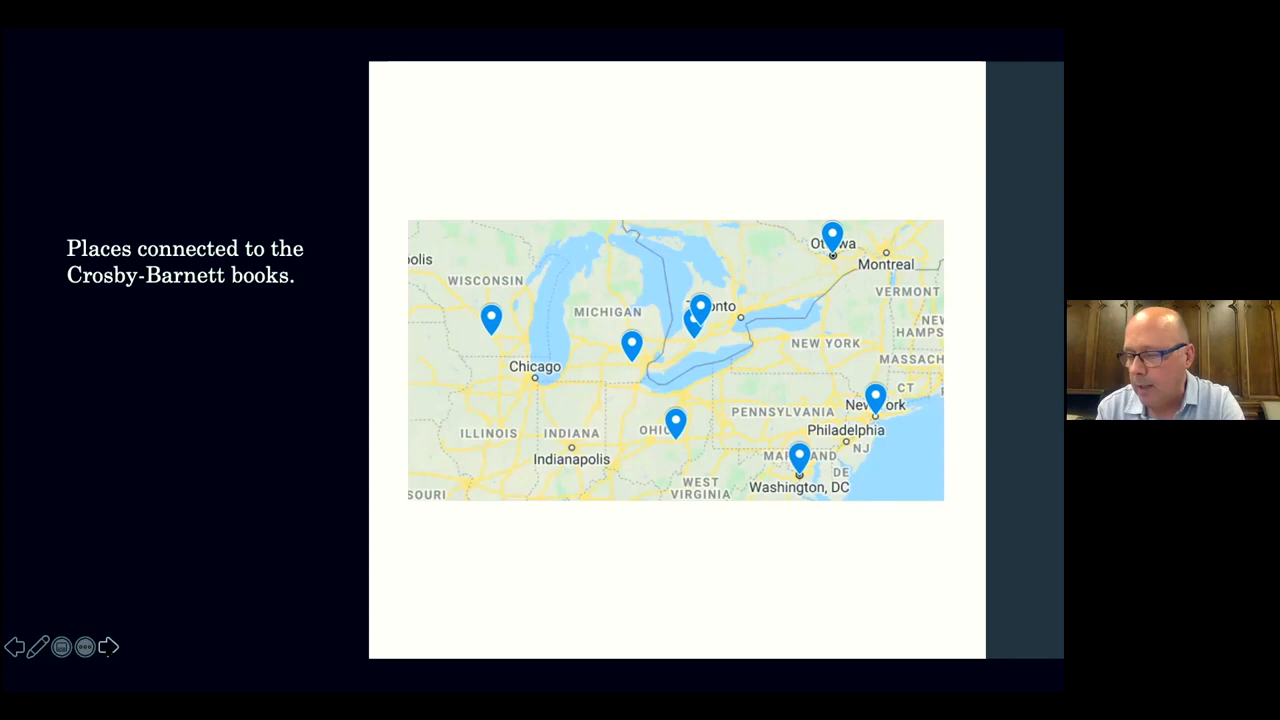 Places connected to the
Crosby-Barnett books.
Ottawa
Montreal
polis
WISCONSIN
VERMONT
MICHIGAN
onto
NEW
HAMPS
NEW YORK
MASSACH
Chicago
CT
New York
PENNSYLVANIA
Philadelphia
OHIO
ILLINOIS
INDIANA
NJ
Indianapolis
MARYLAND
DE
WEST
VIRGINIA
Washington, DC
SOURI